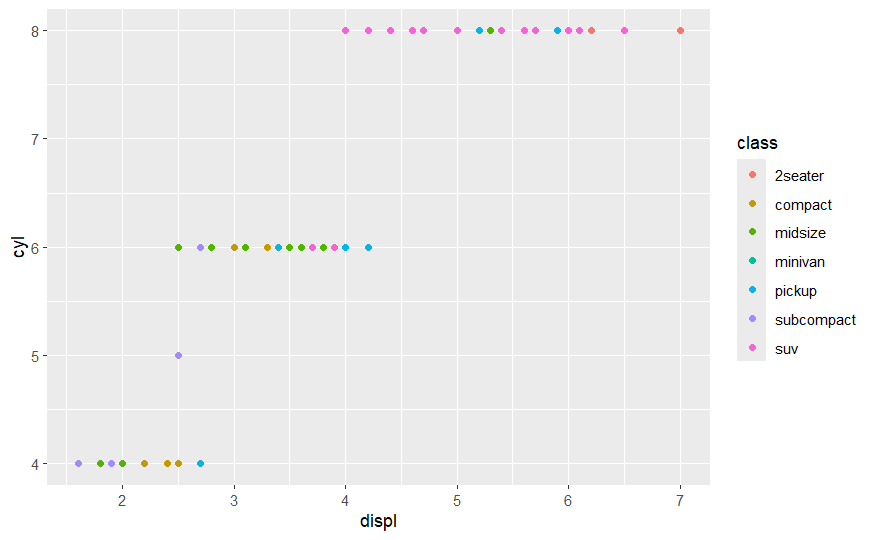 8
7
6
5
4
cyl
2 3 4 5 6 7
displ
class
2seater
compact
midsize
minivan
pickup
subcompact
suv